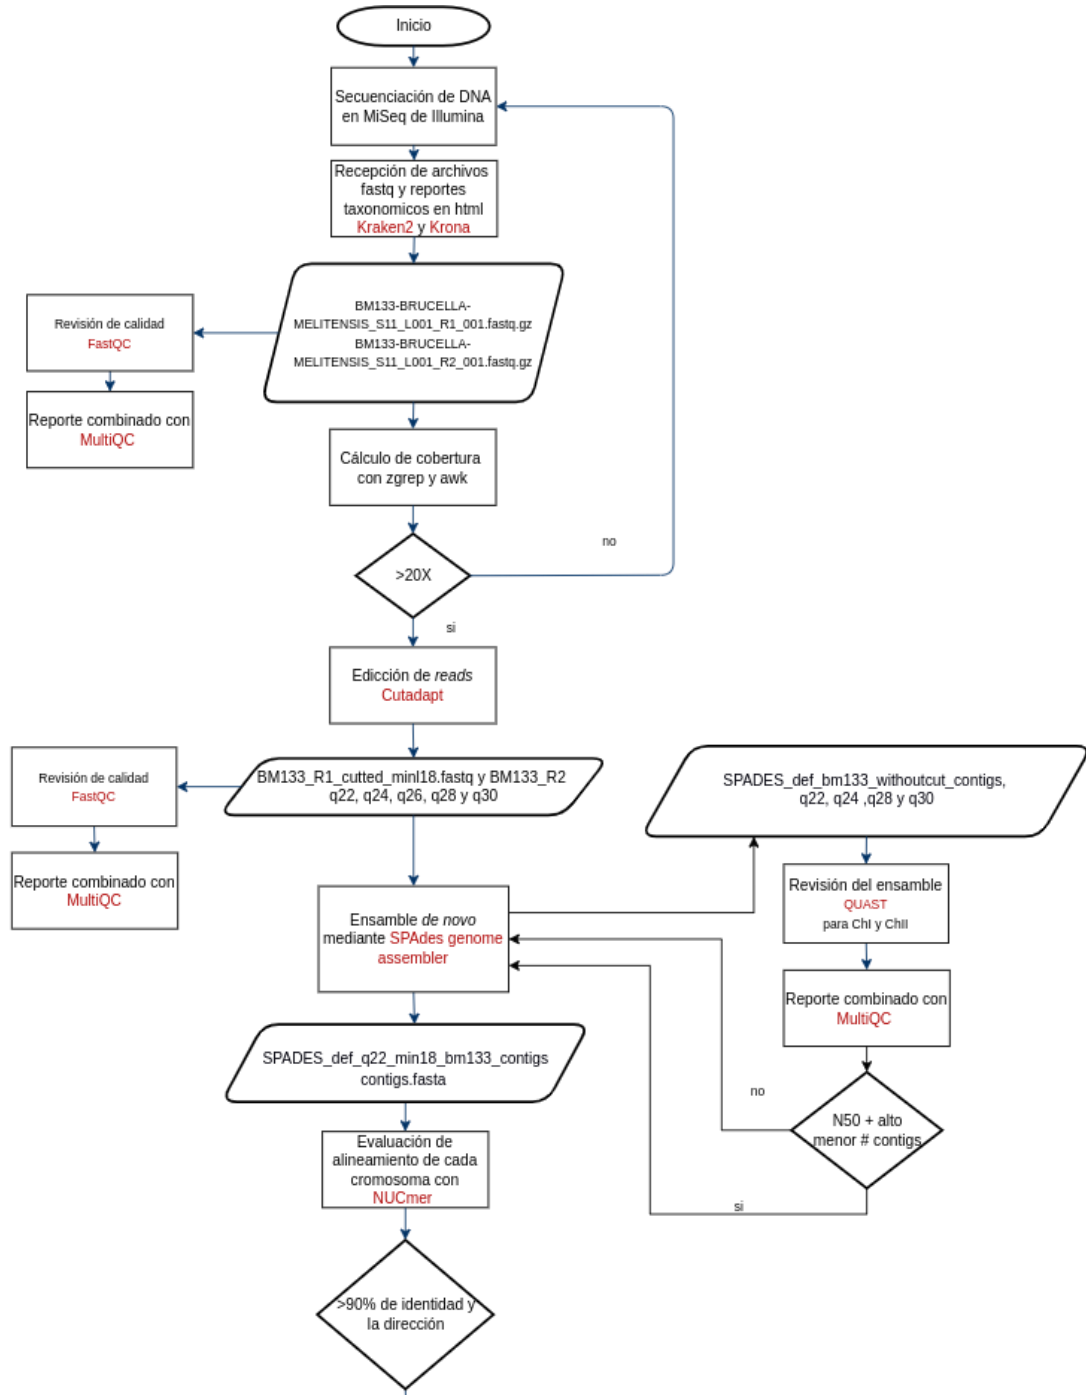 Inicio
Secuenciación de DNA
en MiSeq de Illumina
Recepción de archivos
fastq y reportes
taxonomicos en html
Kraken2 y Krona
BM133-BRUCELLA-
MELITENSIS_S11_L001_R1_001.fastq.gz
BM133-BRUCELLA-
MELITENSIS_S11_L001_R2_001.fastq.gz
Revisión de calidad
FastQC
Reporte combinado con
MultiQC
Cálculo de cobertura
con zgrep y awk
>20X
no
si
Edicción de reads
Cutadapt
BM133_R1_cutted_minl18.fastq y BM133_R2
q22, q24, q26, q28 y q30
Revisión de calidad
FastQC
Reporte combinado con
MultiQC
Ensamble de novo
mediante SPAdes genome
assembler
SPADES_def_bm133_withoutcut_contigs,
q22, q24 ,q28 y q30
Revisión del ensamble
QUAST
para ChI y ChII
Reporte combinado con
MultiQC
N50 + alto
menor # contigs
no
si
SPADES_def_q22_min18_bm133_contigs
contigs.fasta
Evaluación de
alineamiento de cada
cromosoma con
NUCmer
>90% de identidad y
la dirección